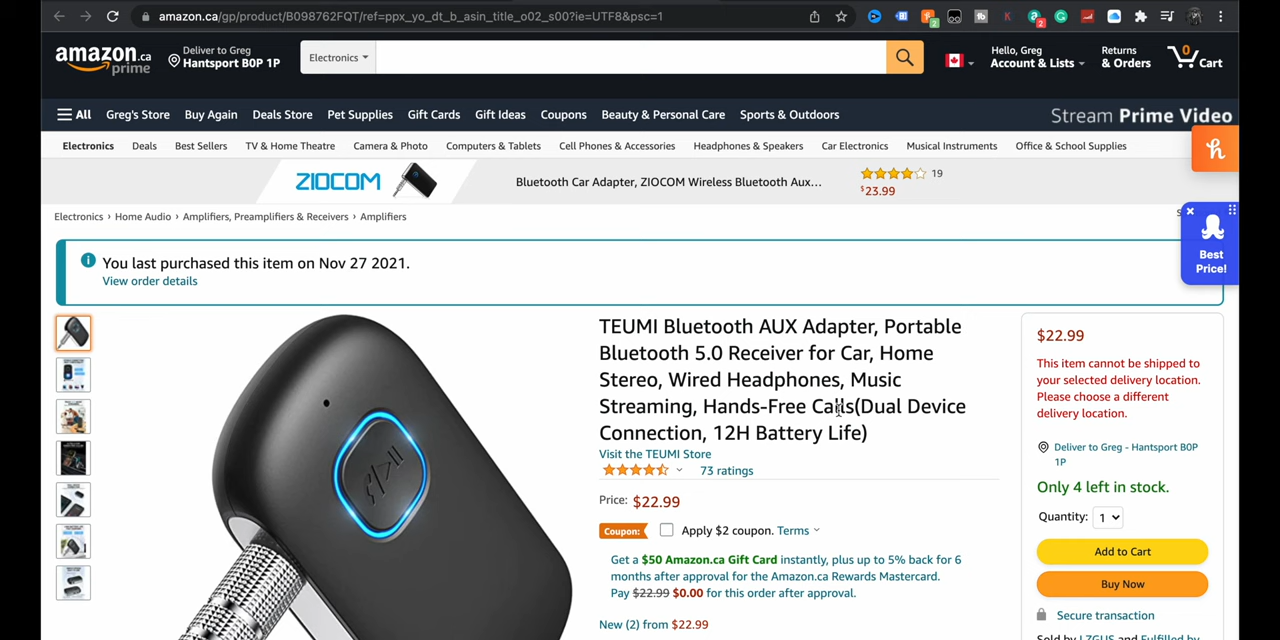 amazon.ca/gp/product/B098762FQT/ref=ppx_yo_dt_b_asin_title_o02_s00?ie=UTF8&psc=1
2
2
amazon.ca
prime
Deliver to Greg
Hantsport B0P 1P
Electronics
Hello, Greg
Account & Lists
Returns
& Orders
0
Cart
All
Greg's Store
Buy Again
Deals Store
Pet Supplies
Gift Cards
Gift Ideas
Coupons
Beauty & Personal Care
Sports & Outdoors
Stream Prime Video
Electronics
Deals
Best Sellers
TV & Home Theatre
Camera & Photo
Computers & Tablets
Cell Phones & Accessories
Headphones & Speakers
Car Electronics
Musical Instruments
Office & School Supplies
h
ZIOCOM
Bluetooth Car Adapter, ZIOCOM Wireless Bluetooth Aux...
19
$23.99
Electronics › Home Audio › Amplifiers, Preamplifiers & Receivers › Amplifiers
Best
Price!
You last purchased this item on Nov 27 2021.
View order details
TEUMI Bluetooth AUX Adapter, Portable
Bluetooth 5.0 Receiver for Car, Home
Stereo, Wired Headphones, Music
Streaming, Hands-Free Calls(Dual Device
Connection, 12H Battery Life)
Visit the TEUMI Store
73 ratings
Price: $22.99
Coupon: Apply $2 coupon. Terms
Get a $50 Amazon.ca Gift Card instantly, plus up to 5% back for 6
months after approval for the Amazon.ca Rewards Mastercard.
Pay $22.99 $0.00 for this order after approval.
New (2) from $22.99
$22.99
This item cannot be shipped to
your selected delivery location.
Please choose a different
delivery location.
Deliver to Greg - Hantsport B0P
1P
Only 4 left in stock.
Quantity: 1
Add to Cart
Buy Now
Secure transaction
Sold by LZGUS and Fulfilled by